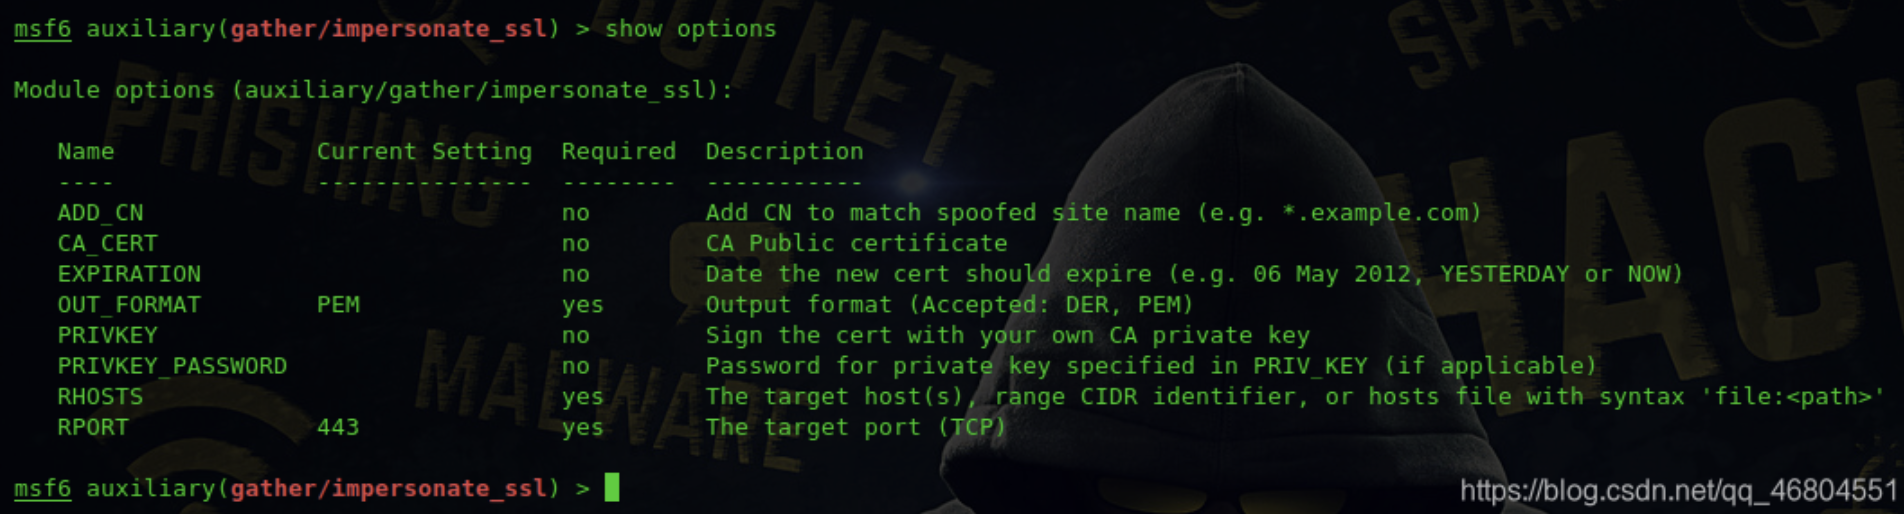 msf6 auxiliary(gather/impersonate_ssl) > show options
Module options (auxiliary/gather/impersonate_ssl):
Name Current Setting Required Description
---- --------------- -------- -----------
ADD_CN no Add CN to match spoofed site name (e.g. *.example.com)
CA_CERT no CA Public certificate
EXPIRATION no Date the new cert should expire (e.g. 06 May 2012, YESTERDAY or NOW)
OUT_FORMAT PEM yes Output format (Accepted: DER, PEM)
PRIVKEY no Sign the cert with your own CA private key
PRIVKEY_PASSWORD no Password for private key specified in PRIV_KEY (if applicable)
RHOSTS yes The target host(s), range CIDR identifier, or hosts file with syntax 'file:<path>'
RPORT 443 yes The target port (TCP)
msf6 auxiliary(gather/impersonate_ssl) >
PHISHING
MALWARE
https://blog.csdn.net/qq_46804551